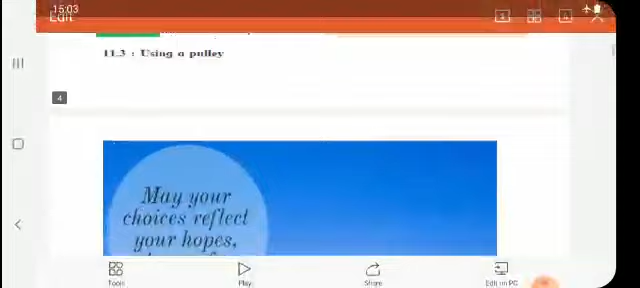 15:03
Edit
11.3 : Using a pulley
4
May your
choices reflect
your hopes,
Tools
Play
Share
Edit on PC